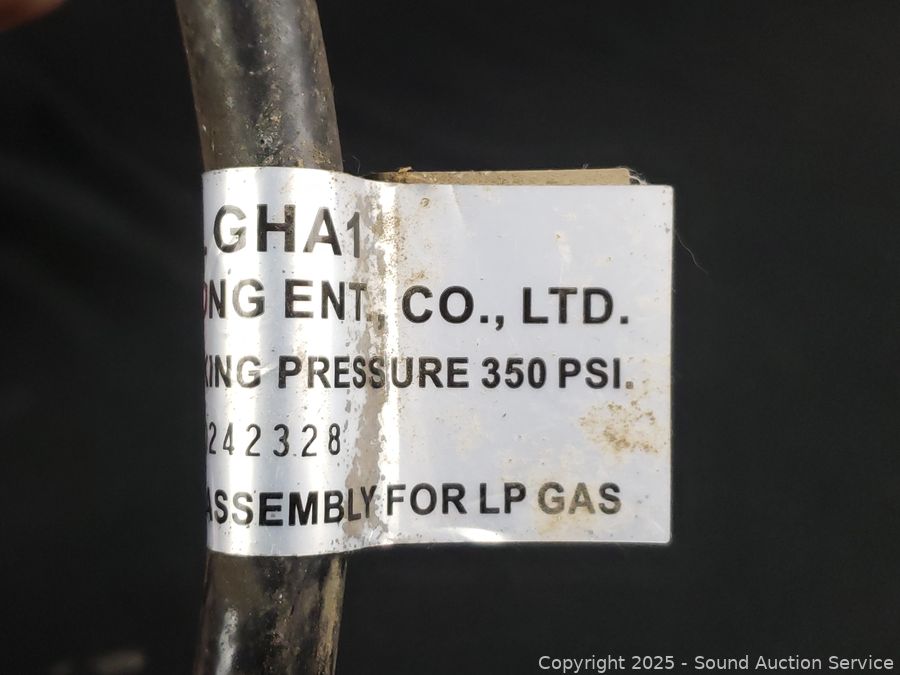 LGHA1
ONG ENT., CO., LTD.
KING PRESSURE 350 PSI.
242328
ASSEMBLY FOR LP GAS
Copyright 2025 - Sound Auction Service